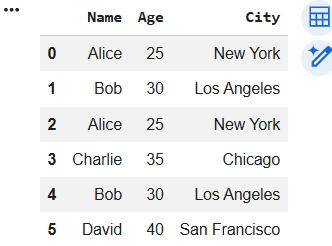 Name Age City
0 Alice 25 New York
1 Bob 30 Los Angeles
2 Alice 25 New York
3 Charlie 35 Chicago
4 Bob 30 Los Angeles
5 David 40 San Francisco